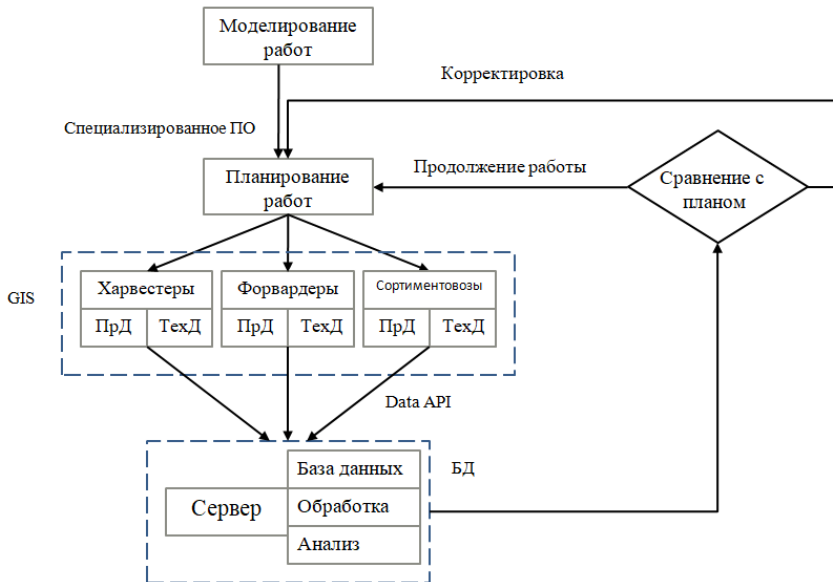 Моделирование
работ
Корректировка
Специализированное ПО
Продолжение работы
Сравнение с
планом
Планирование
работ
GIS
Харвестеры
Форвардеры
Сортиментовозы
ПрД
ТехД
ПрД
ТехД
ПрД
ТехД
Data API
База данных
БД
Сервер
Обработка
Анализ